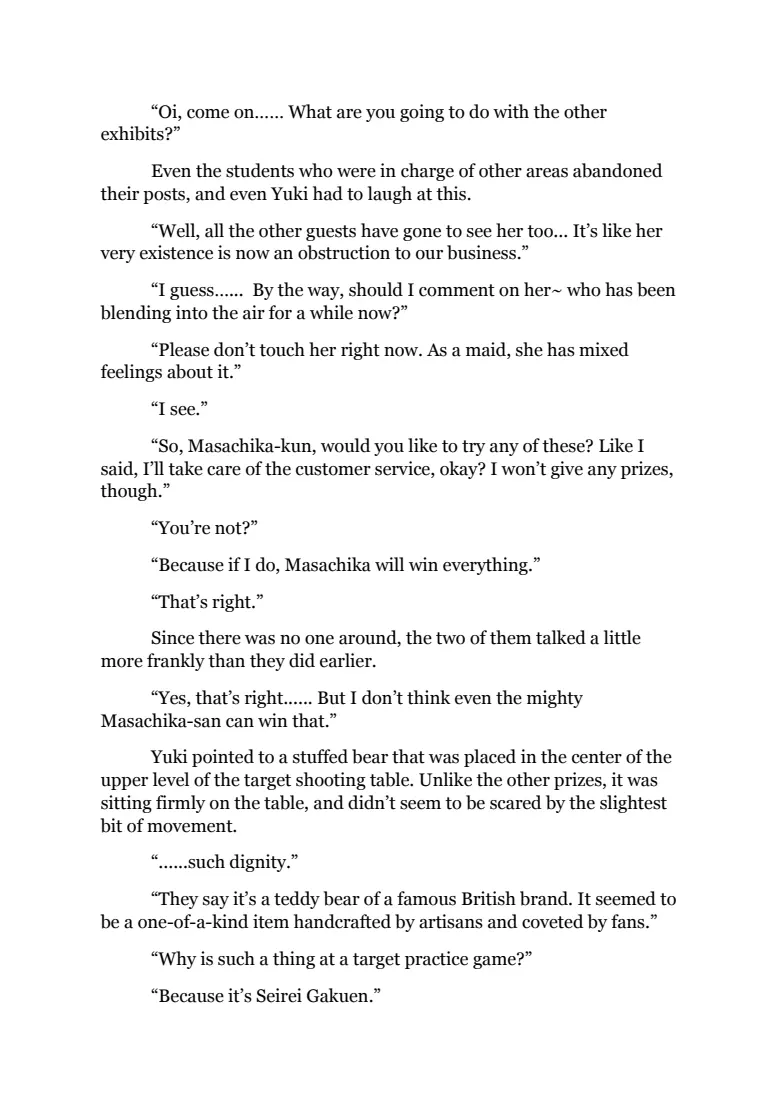 “Oi, come on...... What are you going to do with the other
exhibits?”
Even the students who were in charge of other areas abandoned
their posts, and even Yuki had to laugh at this.
“Well, all the other guests have gone to see her too... It’s like her
very existence is now an obstruction to our business.”
“I guess...... By the way, should I comment on her~ who has been
blending into the air for a while now?”
“Please don’t touch her right now. As a maid, she has mixed
feelings about it.”
“I see.”
“So, Masachika-kun, would you like to try any of these? Like I
said, I’ll take care of the customer service, okay? I won’t give any prizes,
though.”
“You’re not?”
“Because if I do, Masachika will win everything.”
“That’s right.”
Since there was no one around, the two of them talked a little
more frankly than they did earlier.
“Yes, that’s right...... But I don’t think even the mighty
Masachika-san can win that.”
Yuki pointed to a stuffed bear that was placed in the center of the
upper level of the target shooting table. Unlike the other prizes, it was
sitting firmly on the table, and didn’t seem to be scared by the slightest
bit of movement.
“......such dignity.”
“They say it’s a teddy bear of a famous British brand. It seemed to
be a one-of-a-kind item handcrafted by artisans and coveted by fans.”
“Why is such a thing at a target practice game?”
“Because it’s Seirei Gakuen.”